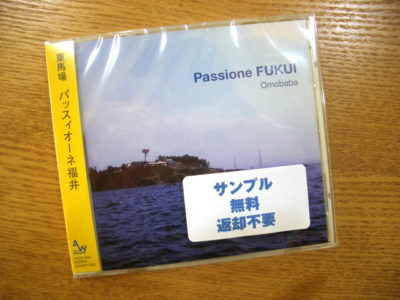 重馬場 パッスィオーネ福井
Passione FUKUI
Omobaba
サンプル
無料
返却不要
AW